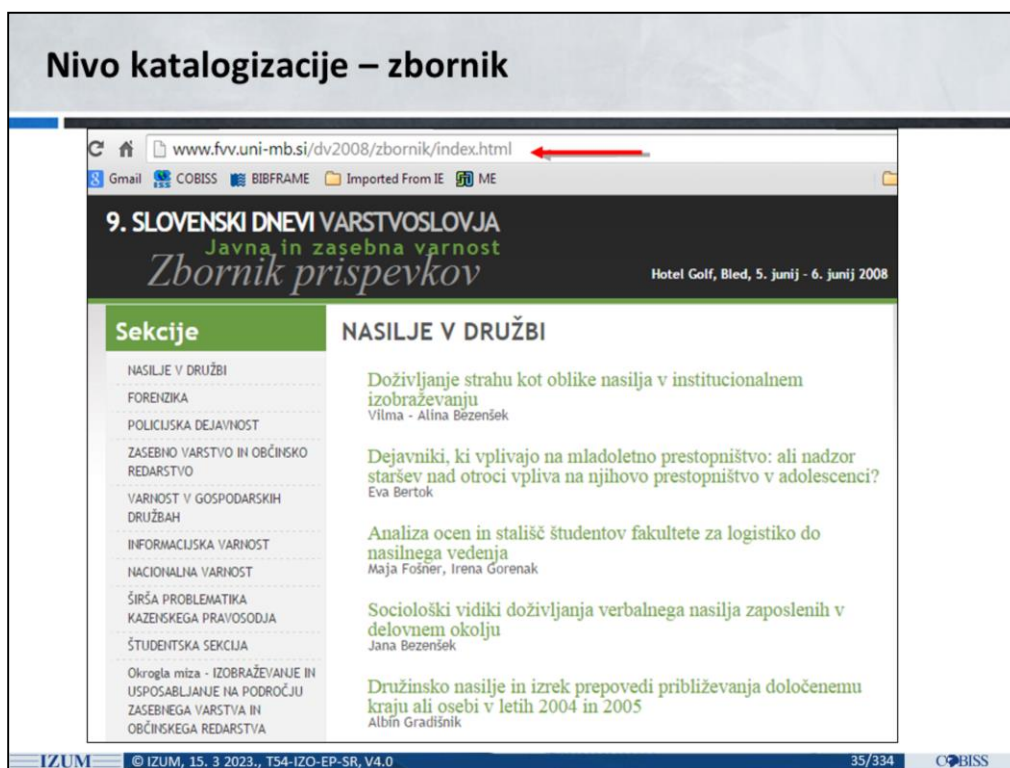 Nivo katalogizacije – zbornik
www.fvv.uni-mb.si/dv2008/zbornik/index.html
Gmail COBISS BIBFRAME Imported From IE ME
9. SLOVENSKI DNEVI VARSTVOSLOVJA
Javna in zasebna varnost
Zbornik prispevkov
Hotel Golf, Bled, 5. junij - 6. junij 2008
Sekcije
NASILJE V DRUŽBI
FORENZIKA
POLICIJSKA DEJAVNOST
ZASEBNO VARSTVO IN OBČINSKO
REDARSTVO
VARNOST V GOSPODARSKIH
DRUŽBAH
INFORMACIJSKA VARNOST
NACIONALNA VARNOST
ŠIRŠA PROBLEMATIKA
KAZENSKEGA PRAVOSODJA
ŠTUDENTSKA SEKCIJA
Okrogla miza - IZOBRAŽEVANJE IN
USPOSABLJANJE NA PODROČJU
ZASEBNEGA VARSTVA IN
OBČINSKEGA REDARSTVA
NASILJE V DRUŽBI
Doživljanje strahu kot oblike nasilja v institucionalnem
izobraževanju
Vilma - Alina Bezenšek
Dejavniki, ki vplivajo na mladoletno prestopništvo: ali nadzor
staršev nad otroci vpliva na njihovo prestopništvo v adolescenci?
Eva Bertok
Analiza ocen in stališč študentov fakultete za logistiko do
nasilnega vedenja
Maja Fošner, Irena Gorenak
Sociološki vidiki doživljanja verbalnega nasilja zaposlenih v
delovnem okolju
Jana Bezenšek
Družinsko nasilje in izrek prepovedi približevanja določenemu
kraju ali osebi v letih 2004 in 2005
Albin Gradišnik
IZUM © IZUM, 15. 3 2023., T54-IZO-EP-SR, V4.0 35/334 COBISS